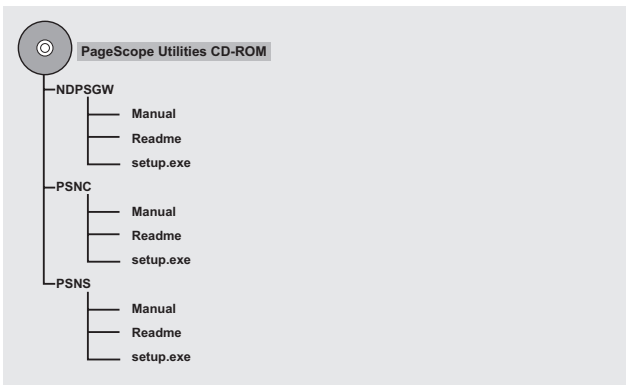 PageScope Utilities CD-ROM
NDPSGW
Manual
Readme
setup.exe
PSNC
Manual
Readme
setup.exe
PSNS
Manual
Readme
setup.exe